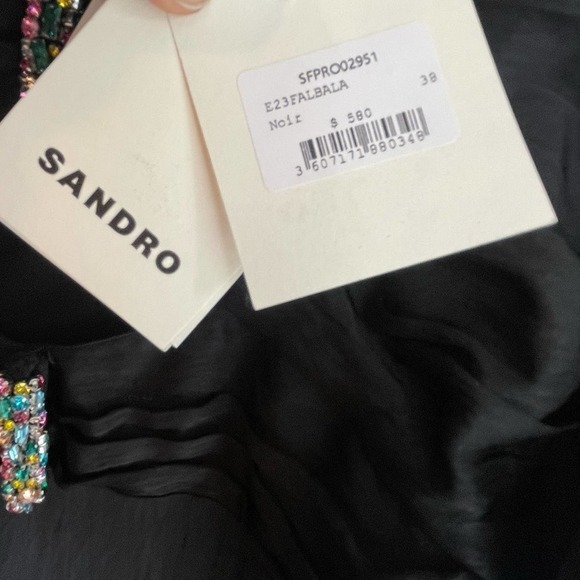 SANDRO
SFPRO02951
E23FALBALA 38
Noir $ 580
3 607171 880348